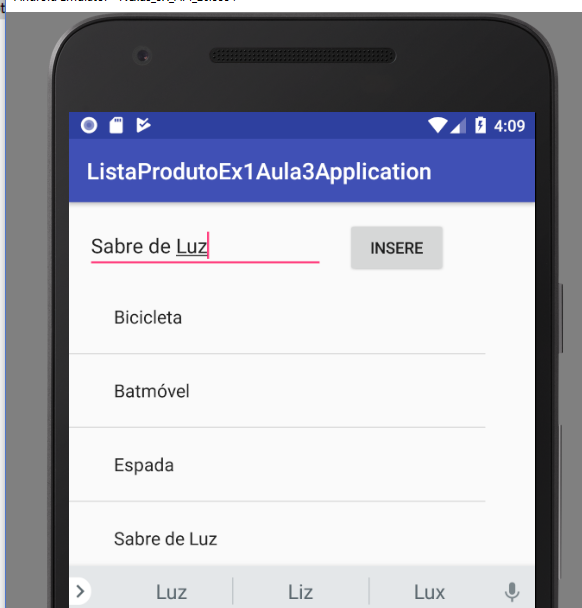 4:09
ListaProdutoEx1Aula3Application
Sabre de Luz
INSERE
Bicicleta
Batmóvel
Espada
Sabre de Luz
Luz Liz Lux